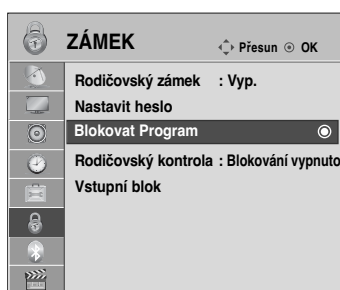 ZÁMEK
Přesun OK
Rodičovský zámek : Vyp.
Nastavit heslo
Blokovat Program
Rodičovský kontrola : Blokování vypnuto
Vstupní blok